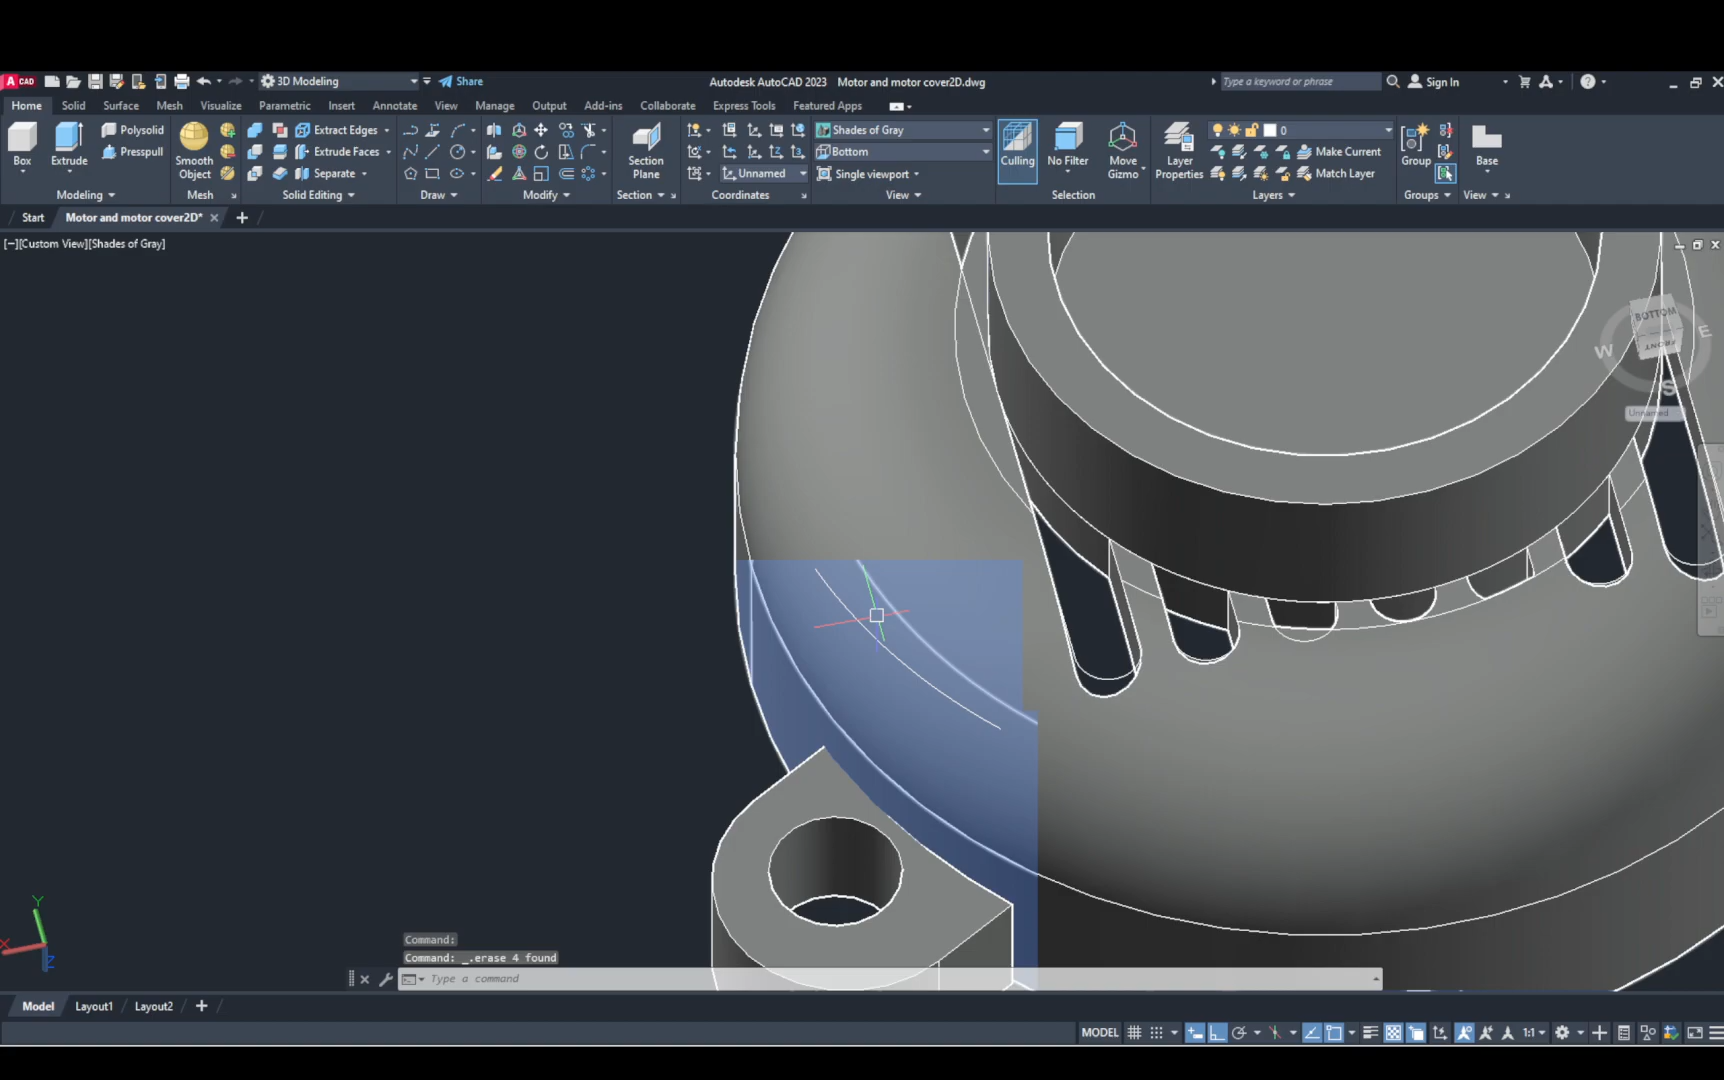 A CAD
3D Modeling
Share
Autodesk AutoCAD 2023 Motor and motor cover2D.dwg
Type a keyword or phrase
Sign In
Home Solid Surface Mesh Visualize Parametric Insert Annotate View Manage Output Add-ins Collaborate Express Tools Featured Apps
Box
Extrude
Polysolid
Presspull
Modeling
Smooth
Object
Mesh
Extract Edges
Extrude Faces
Separate
Solid Editing
Draw
Modify
Section
Plane
Section
Unnamed
Coordinates
Shades of Gray
Bottom
Single viewport
View
Culling
No Filter
Move
Gizmo
Selection
Layer
Properties
0
Make Current
Match Layer
Layers
Group
Groups
Base
View
Start Motor and motor cover2D*
[−][Custom View][Shades of Gray]
BOTTOM
FRONT
W E
S
Unnamed
Y
X
Z
Command:
Command: _.erase 4 found
Type a command
Model Layout1 Layout2
MODEL
1:1